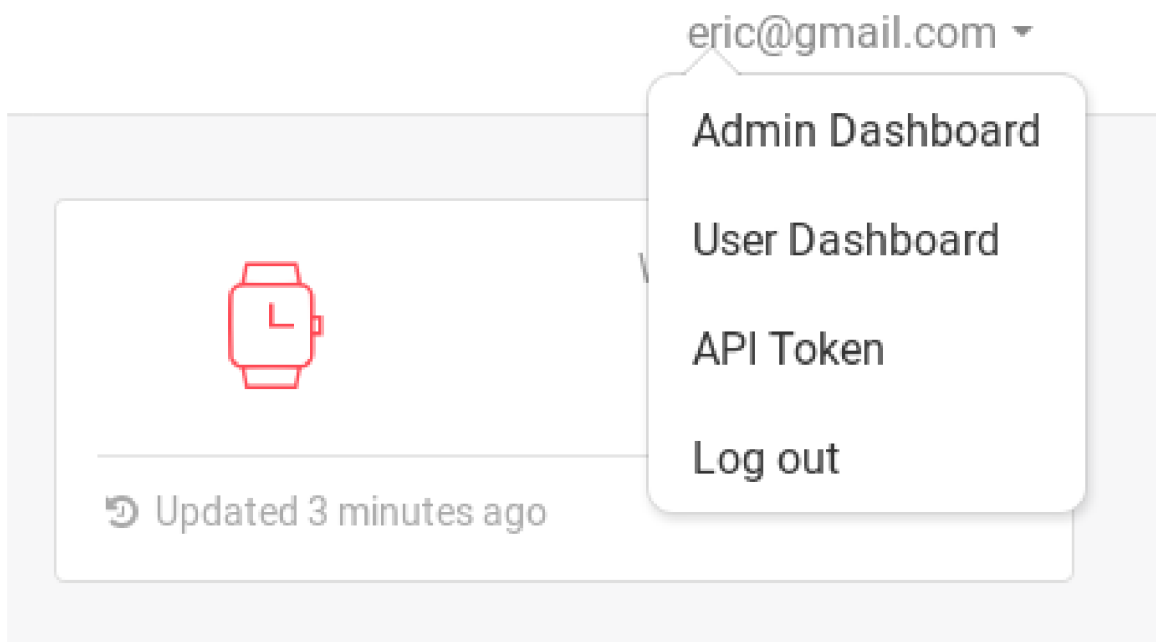 eric@gmail.com
Admin Dashboard
User Dashboard
API Token
Log out
Updated 3 minutes ago